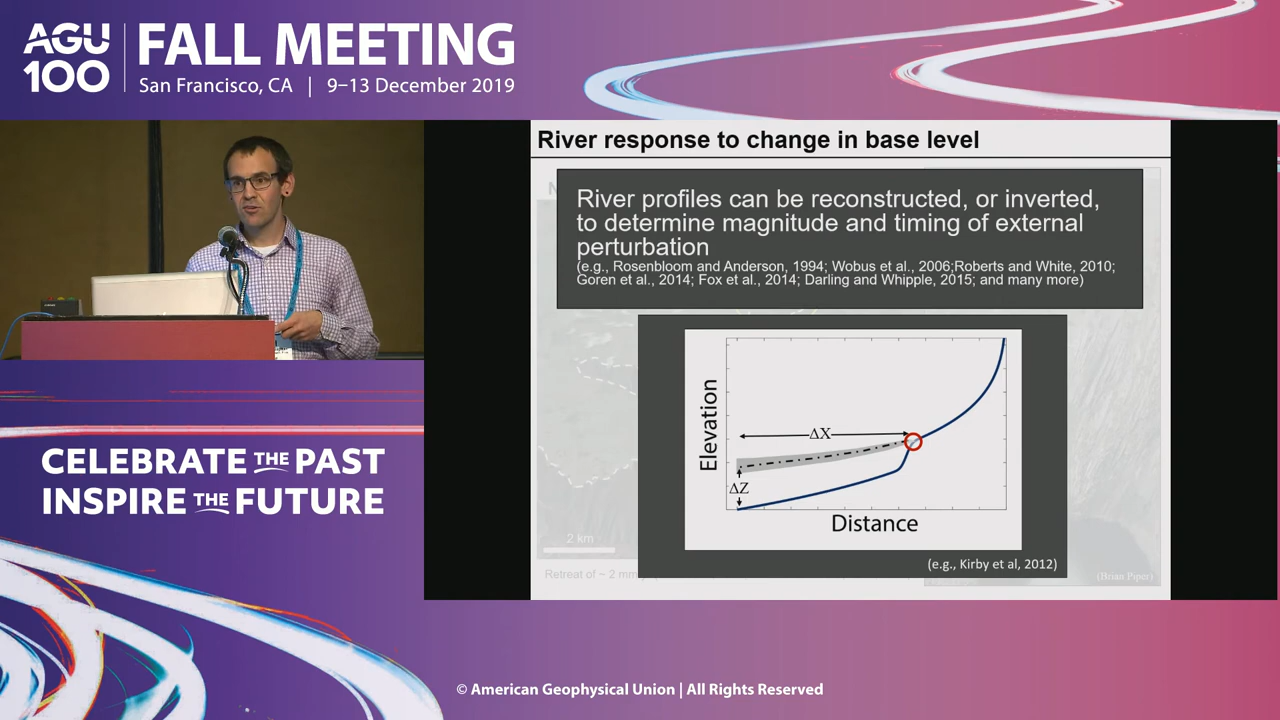 AGU
100
FALL MEETING
San Francisco, CA | 9–13 December 2019
River response to change in base level
River profiles can be reconstructed, or inverted,
to determine magnitude and timing of external
perturbation
(e.g., Rosenbloom and Anderson, 1994; Wobus et al., 2006;Roberts and White, 2010;
Goren et al., 2014; Fox et al., 2014; Darling and Whipple, 2015; and many more)
Elevation
ΔX
ΔZ
Distance
2 km
(e.g., Kirby et al, 2012)
Retreat of ~ 2 mm
(Brian Piper)
CELEBRATE THE PAST
INSPIRE THE FUTURE
© American Geophysical Union | All Rights Reserved